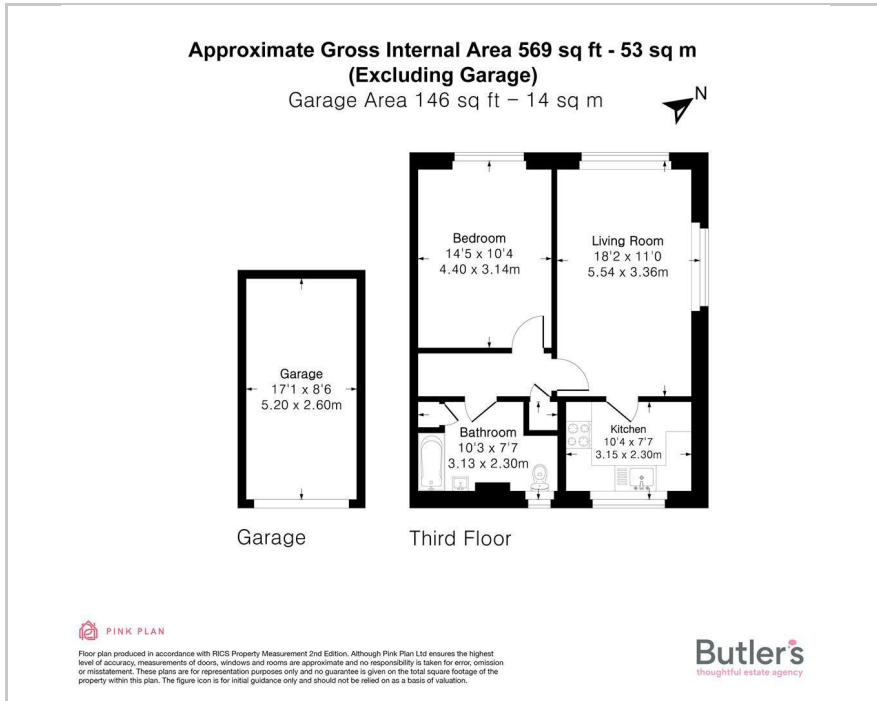 Approximate Gross Internal Area 569 sq ft - 53 sq m
(Excluding Garage)
Garage Area 146 sq ft – 14 sq m
N
Bedroom
14'5 x 10'4
4.40 x 3.14m
Living Room
18'2 x 11'0
5.54 x 3.36m
Garage
17'1 x 8'6
5.20 x 2.60m
Bathroom
10'3 x 7'7
3.13 x 2.30m
Kitchen
10'4 x 7'7
3.15 x 2.30m
Garage
Third Floor
PINK PLAN
Floor plan produced in accordance with RICS Property Measurement 2nd Edition. Although Pink Plan Ltd ensures the highest
level of accuracy, measurements of doors, windows and rooms are approximate and no responsibility is taken for error, omission
or misstatement. These plans are for representation purposes only and no guarantee is given on the total square footage of the
property within this plan. The figure icon is for initial guidance only and should not be relied on as a basis of valuation.
Butler's
thoughtful estate agency